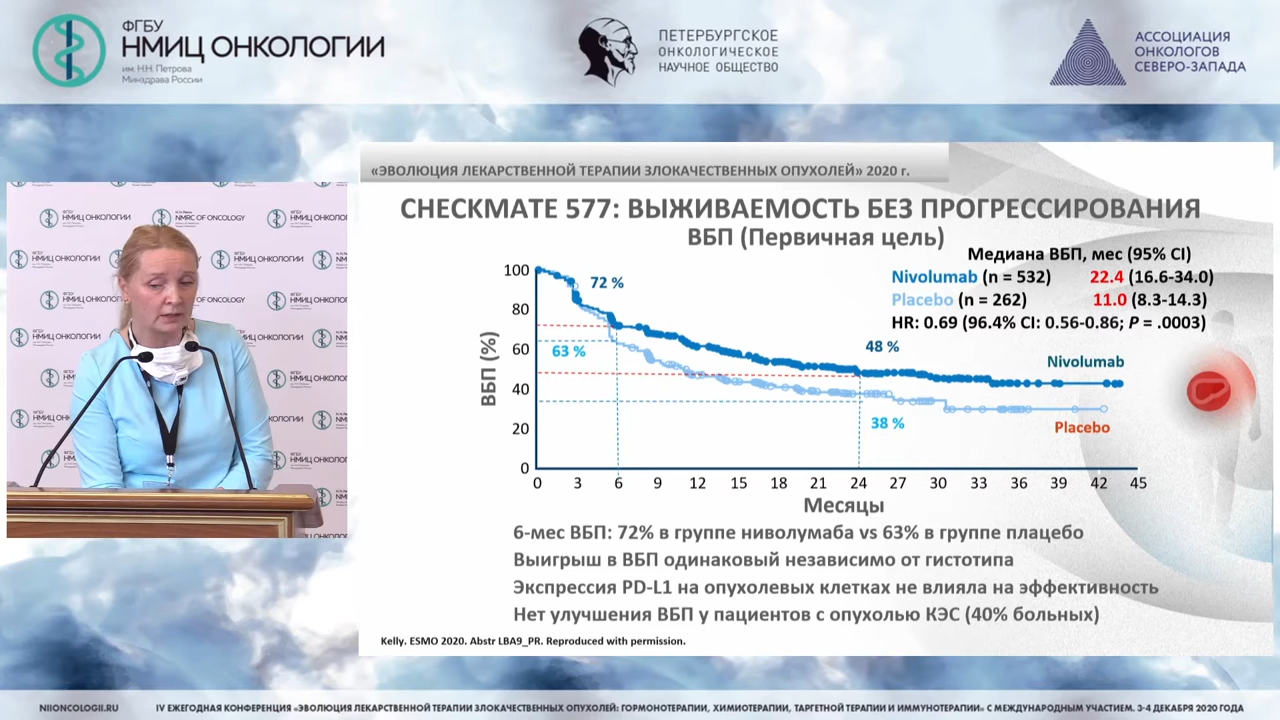 ФГБУ
НМИЦ ОНКОЛОГИИ
им. Н.Н. Петрова
Минздрава России
ПЕТЕРБУРГСКОЕ
ОНКОЛОГИЧЕСКОЕ
НАУЧНОЕ ОБЩЕСТВО
АССОЦИАЦИЯ
ОНКОЛОГОВ
СЕВЕРО-ЗАПАДА
«ЭВОЛЮЦИЯ ЛЕКАРСТВЕННОЙ ТЕРАПИИ ЗЛОКАЧЕСТВЕННЫХ ОПУХОЛЕЙ» 2020 г.
CHECKMATE 577: ВЫЖИВАЕМОСТЬ БЕЗ ПРОГРЕССИРОВАНИЯ
ВБП (Первичная цель)
Медиана ВБП, мес (95% CI)
Nivolumab (n = 532) 22.4 (16.6-34.0)
Placebo (n = 262) 11.0 (8.3-14.3)
HR: 0.69 (96.4% CI: 0.56-0.86; P = .0003)
ВБП (%)
100
80
60
40
20
0
72 %
63 %
48 %
38 %
Nivolumab
Placebo
0 3 6 9 12 15 18 21 24 27 30 33 36 39 42 45
Месяцы
6-мес ВБП: 72% в группе ниволумаба vs 63% в группе плацебо
Выигрыш в ВБП одинаковый независимо от гистотипа
Экспрессия PD-L1 на опухолевых клетках не влияла на эффективность
Нет улучшения ВБП у пациентов с опухолью КЭС (40% больных)
Kelly. ESMO 2020. Abstr LBA9_PR. Reproduced with permission.
НМИЦ ОНКОЛОГИИ
NMRC OF ONCOLOGY
NIIONCOLOGII.RU
IV ЕЖЕГОДНАЯ КОНФЕРЕНЦИЯ «ЭВОЛЮЦИЯ ЛЕКАРСТВЕННОЙ ТЕРАПИИ ЗЛОКАЧЕСТВЕННЫХ ОПУХОЛЕЙ: ГОРМОНОТЕРАПИИ, ХИМИОТЕРАПИИ, ТАРГЕТНОЙ ТЕРАПИИ И ИММУНОТЕРАПИИ» С МЕЖДУНАРОДНЫМ УЧАСТИЕМ. 3-4 ДЕКАБРЯ 2020 ГОДА